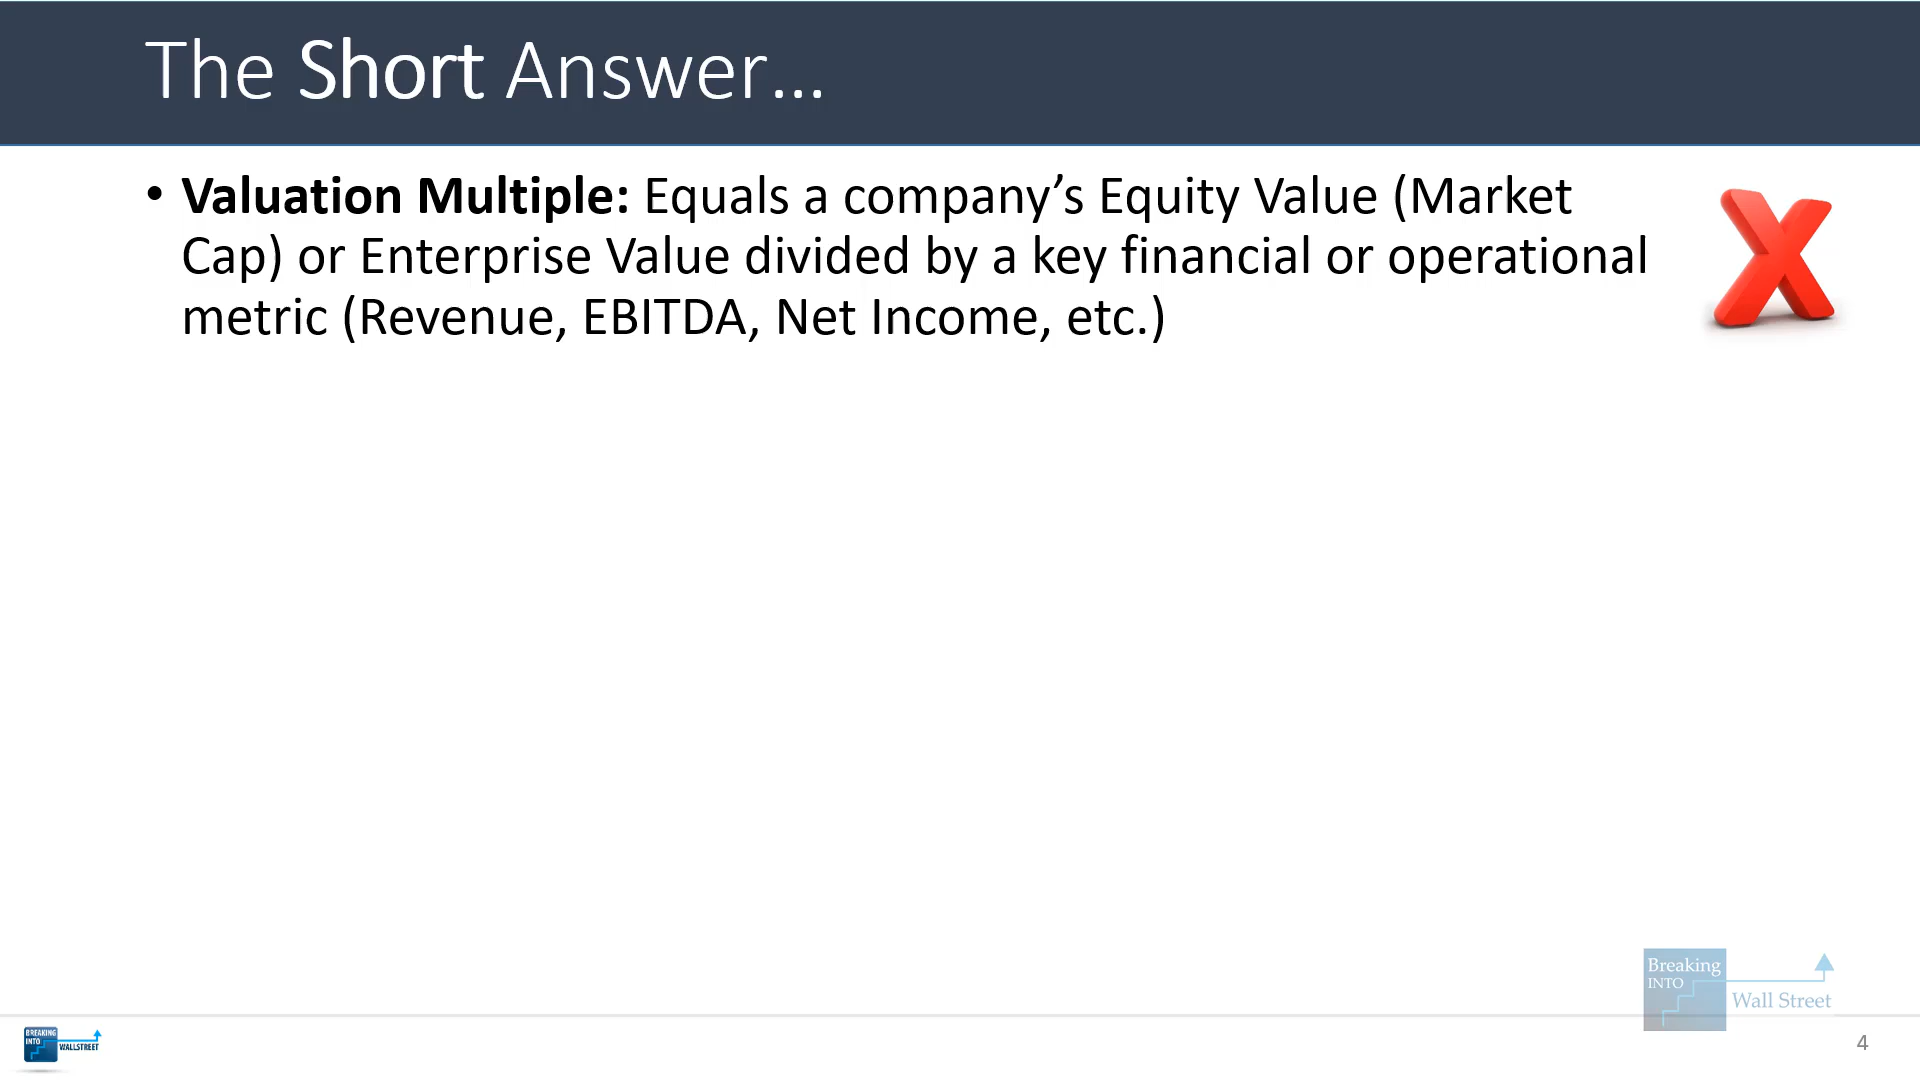 The Short Answer...
• Valuation Multiple: Equals a company’s Equity Value (Market
Cap) or Enterprise Value divided by a key financial or operational
metric (Revenue, EBITDA, Net Income, etc.)
Breaking
INTO
Wall Street
BREAKING
INTO
WALLSTREET
4